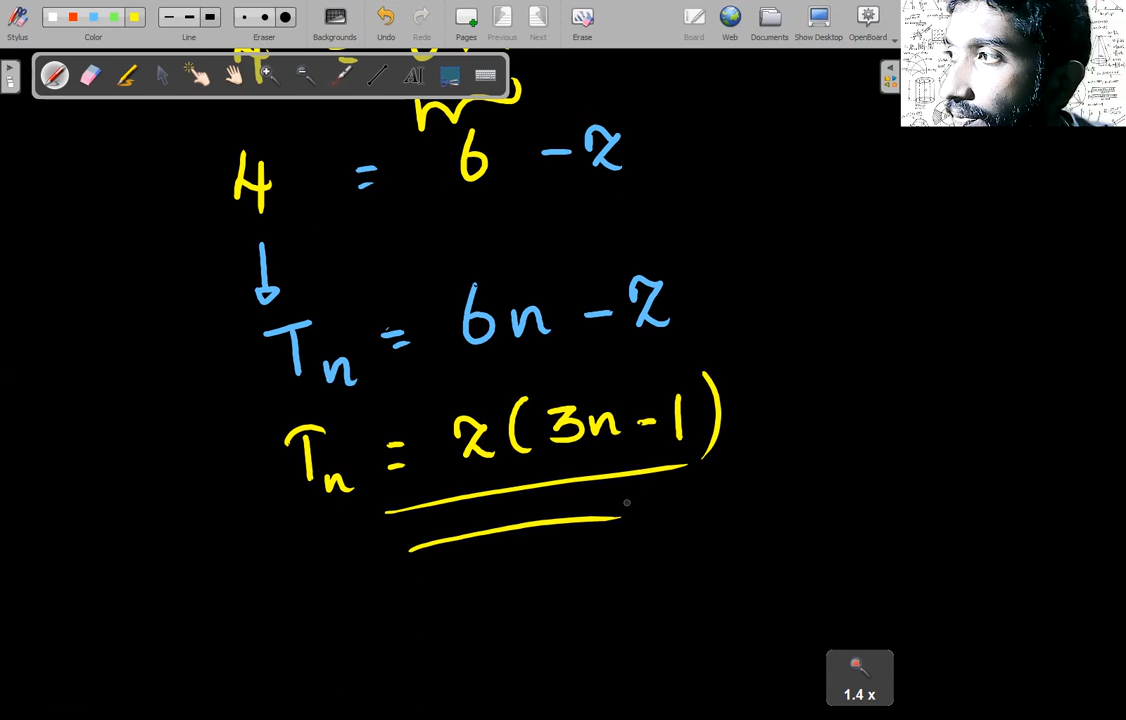 Stylus Color Line Eraser Backgrounds Undo Redo Pages Previous Next Erase Board Web Documents Show Desktop OpenBoard
4 = 6 - 2
Tn = 6n - 2
Tn = 2(3n - 1)
1.4 x